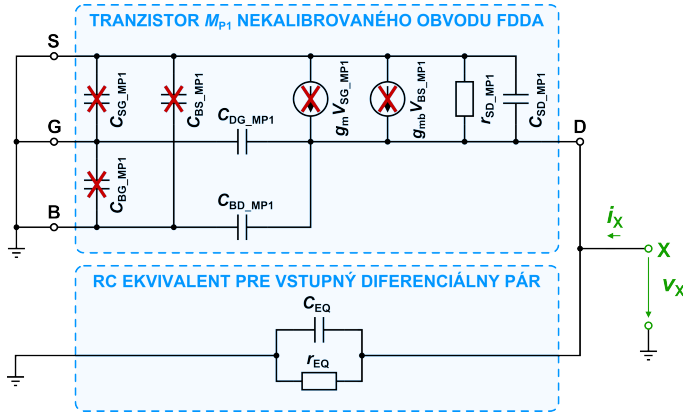 TRANZISTOR MP1 NEKALIBROVANÉHO OBVODU FDDA
S
G
B
CSG_MP1
CBS_MP1
CBG_MP1
CDG_MP1
CBD_MP1
gmVSG_MP1
gmbVBS_MP1
rSD_MP1
CSD_MP1
D
iX
X
vX
RC EKVIVALENT PRE VSTUPNÝ DIFERENCIÁLNY PÁR
CEQ
rEQ